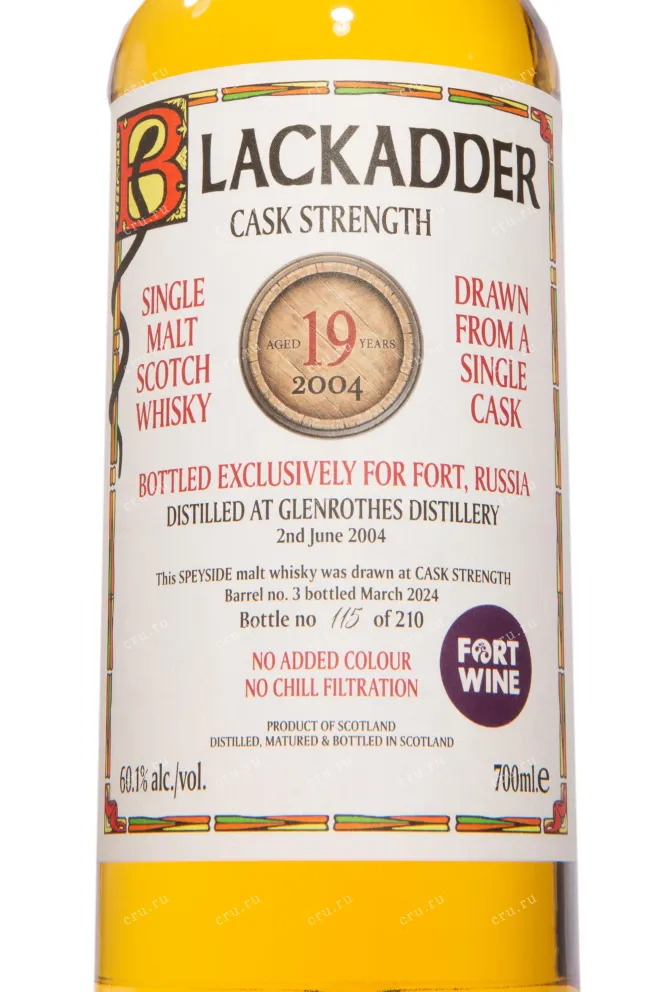 BLACKADDER
CASK STRENGTH
SINGLE
MALT
SCOTCH
WHISKY
AGED 19 YEARS
2004
DRAWN
FROM A
SINGLE
CASK
BOTTLED EXCLUSIVELY FOR FORT, RUSSIA
DISTILLED AT GLENROTHES DISTILLERY
2nd June 2004
This SPEYSIDE malt whisky was drawn at CASK STRENGTH
Barrel no. 3 bottled March 2024
Bottle no 115 of 210
NO ADDED COLOUR
NO CHILL FILTRATION
FORT
WINE
PRODUCT OF SCOTLAND
DISTILLED, MATURED & BOTTLED IN SCOTLAND
60.1% alc./vol.
700ml.e
cru.ru